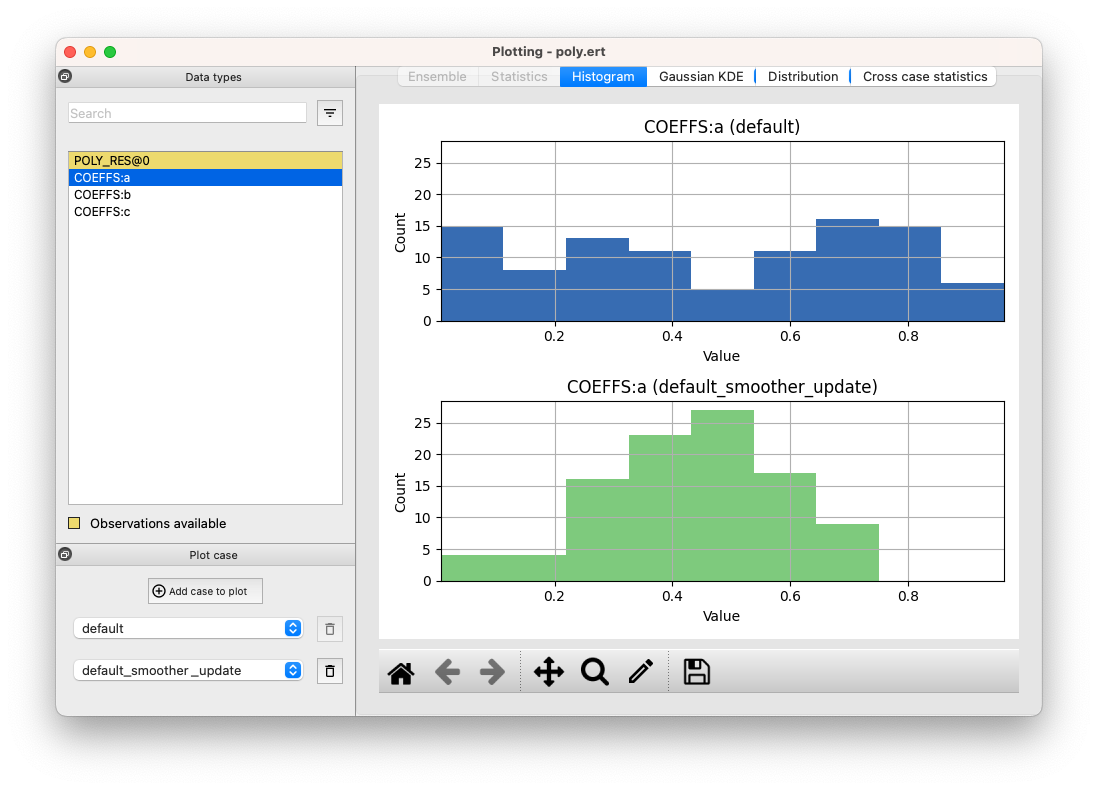 Plotting - poly.ert
Data types
Search
POLY_RES@0
COEFFS:a
COEFFS:b
COEFFS:c
Observations available
Plot case
Add case to plot
default
default_smoother_update
Ensemble Statistics Histogram Gaussian KDE Distribution Cross case statistics
COEFFS:a (default)
25
20
15
10
5
0
Count
0.2 0.4 0.6 0.8
Value
COEFFS:a (default_smoother_update)
25
20
15
10
5
0
Count
0.2 0.4 0.6 0.8
Value